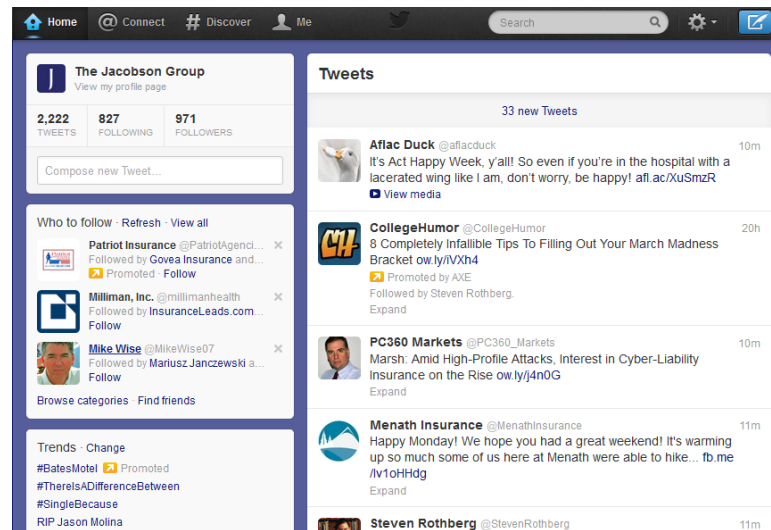 Home @ Connect # Discover Me Search
The Jacobson Group
View my profile page
2,222 827 971
TWEETS FOLLOWING FOLLOWERS
Compose new Tweet...
Who to follow · Refresh · View all
Patriot Insurance @PatriotAgenci... ×
Followed by Govea Insurance and...
Promoted · Follow
Milliman, Inc. @millimanhealth ×
Followed by InsuranceLeads.com...
Follow
Mike Wise @MikeWise07 ×
Followed by Mariusz Janczewski a...
Follow
Browse categories · Find friends
Trends · Change
#BatesMotel Promoted
#ThereIsADifferenceBetween
#SingleBecause
RIP Jason Molina
Tweets
33 new Tweets
Aflac Duck @aflacduck 10m
It's Act Happy Week, y'all! So even if you're in the hospital with a
lacerated wing like I am, don't worry, be happy! afl.ac/XuSmzR
View media
CH
CollegeHumor @CollegeHumor 20h
8 Completely Infallible Tips To Filling Out Your March Madness
Bracket ow.ly/iVXh4
Promoted by AXE
Followed by Steven Rothberg.
Expand
PC360 Markets @PC360_Markets 10m
Marsh: Amid High-Profile Attacks, Interest in Cyber-Liability
Insurance on the Rise ow.ly/j4n0G
Expand
Menath Insurance @MenathInsurance 11m
Happy Monday! We hope you had a great weekend! It's warming
up so much some of us here at Menath were able to hike... fb.me
/Iv1oHHdg
Expand
Steven Rothberg @StevenRothberg 11m